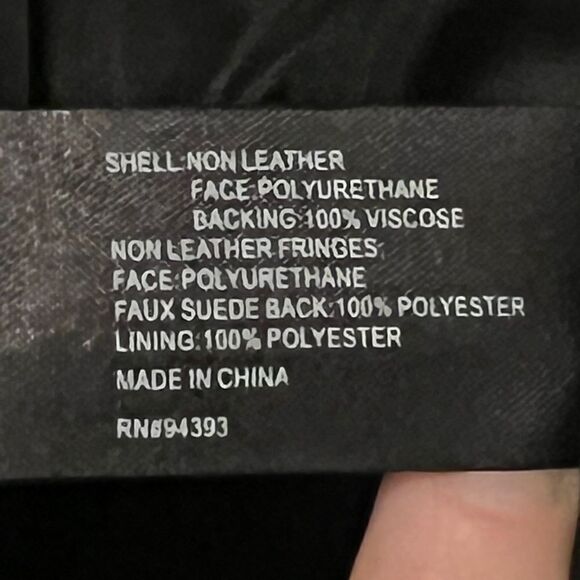 SHELL:NON LEATHER
FACE:POLYURETHANE
BACKING:100% VISCOSE
NON LEATHER FRINGES:
FACE:POLYURETHANE
FAUX SUEDE BACK:100% POLYESTER
LINING:100% POLYESTER
MADE IN CHINA
RN#94393